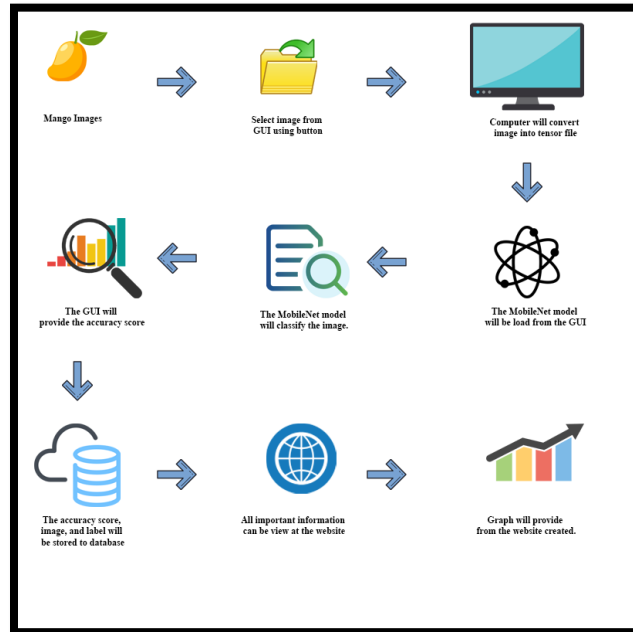 Mango Images
Select image from
GUI using button
Computer will convert
image into tensor file
The MobileNet model
will be load from the GUI
The MobileNet model
will classify the image.
The GUI will
provide the accuracy score
The accuracy score,
image, and label will
be stored to database
All important information
can be view at the website
Graph will provide
from the website created.